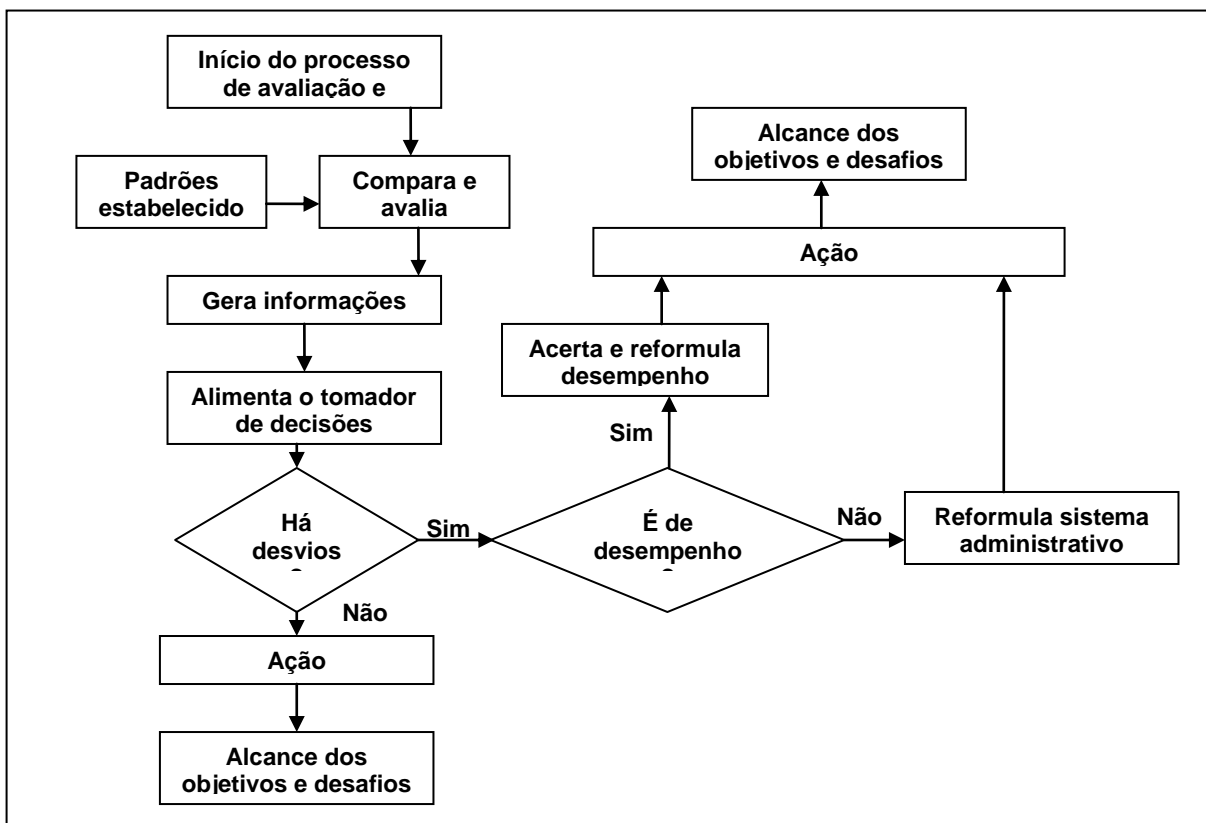 Início do processo
de avaliação e
Alcance dos
objetivos e desafios
Padrões
estabelecido
Compara e
avalia
Ação
Gera informações
Acerta e reformula
desempenho
Alimenta o tomador
de decisões
Sim
Há
desvios
Sim
É de
desempenho
Não
Reformula sistema
administrativo
Não
Ação
Alcance dos
objetivos e desafios